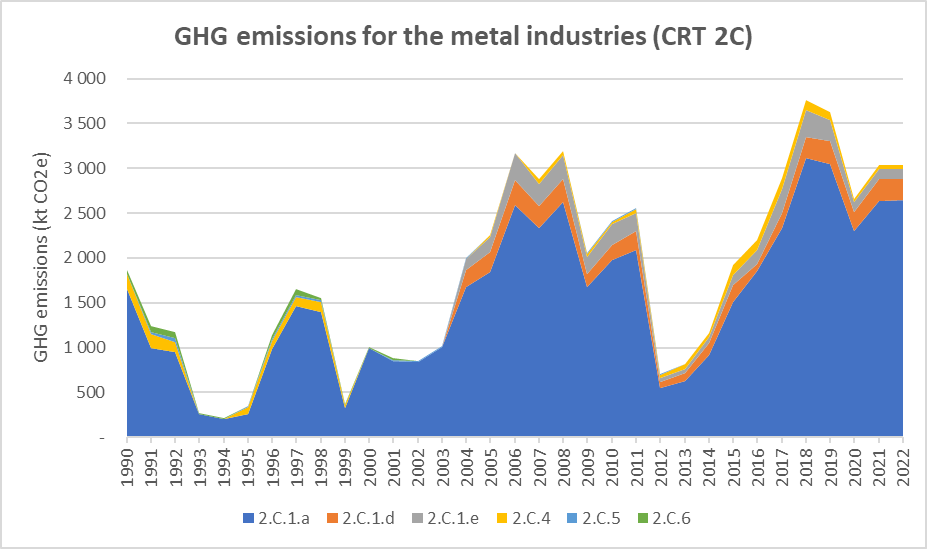 GHG emissions for the metal industries (CRT 2C)
4 000
3 500
3 000
2 500
2 000
1 500
1 000
500
-
GHG emissions (kt CO2e)
1990 1991 1992 1993 1994 1995 1996 1997 1998 1999 2000 2001 2002 2003 2004 2005 2006 2007 2008 2009 2010 2011 2012 2013 2014 2015 2016 2017 2018 2019 2020 2021 2022
2.C.1.a 2.C.1.d 2.C.1.e 2.C.4 2.C.5 2.C.6